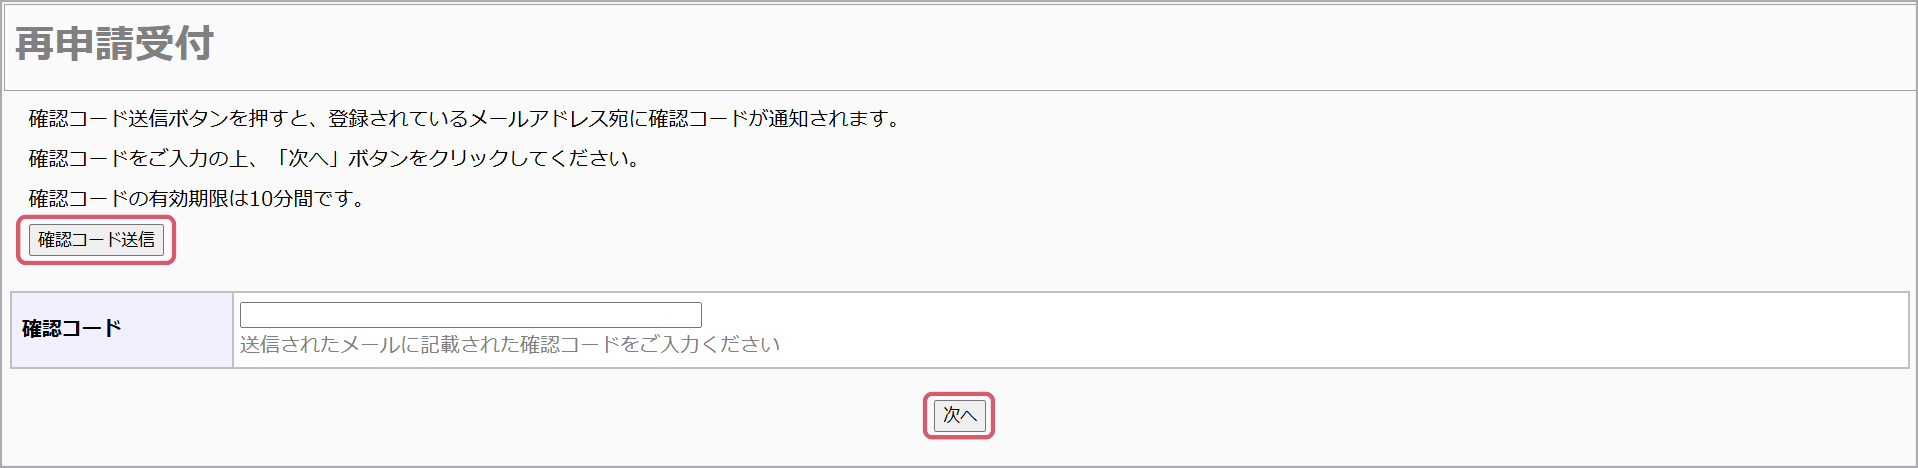 再申請受付
確認コード送信ボタンを押すと、登録されているメールアドレス宛に確認コードが通知されます。
確認コードをご入力の上、「次へ」ボタンをクリックしてください。
確認コードの有効期限は10分間です。
確認コード送信
確認コード
送信されたメールに記載された確認コードをご入力ください
次へ